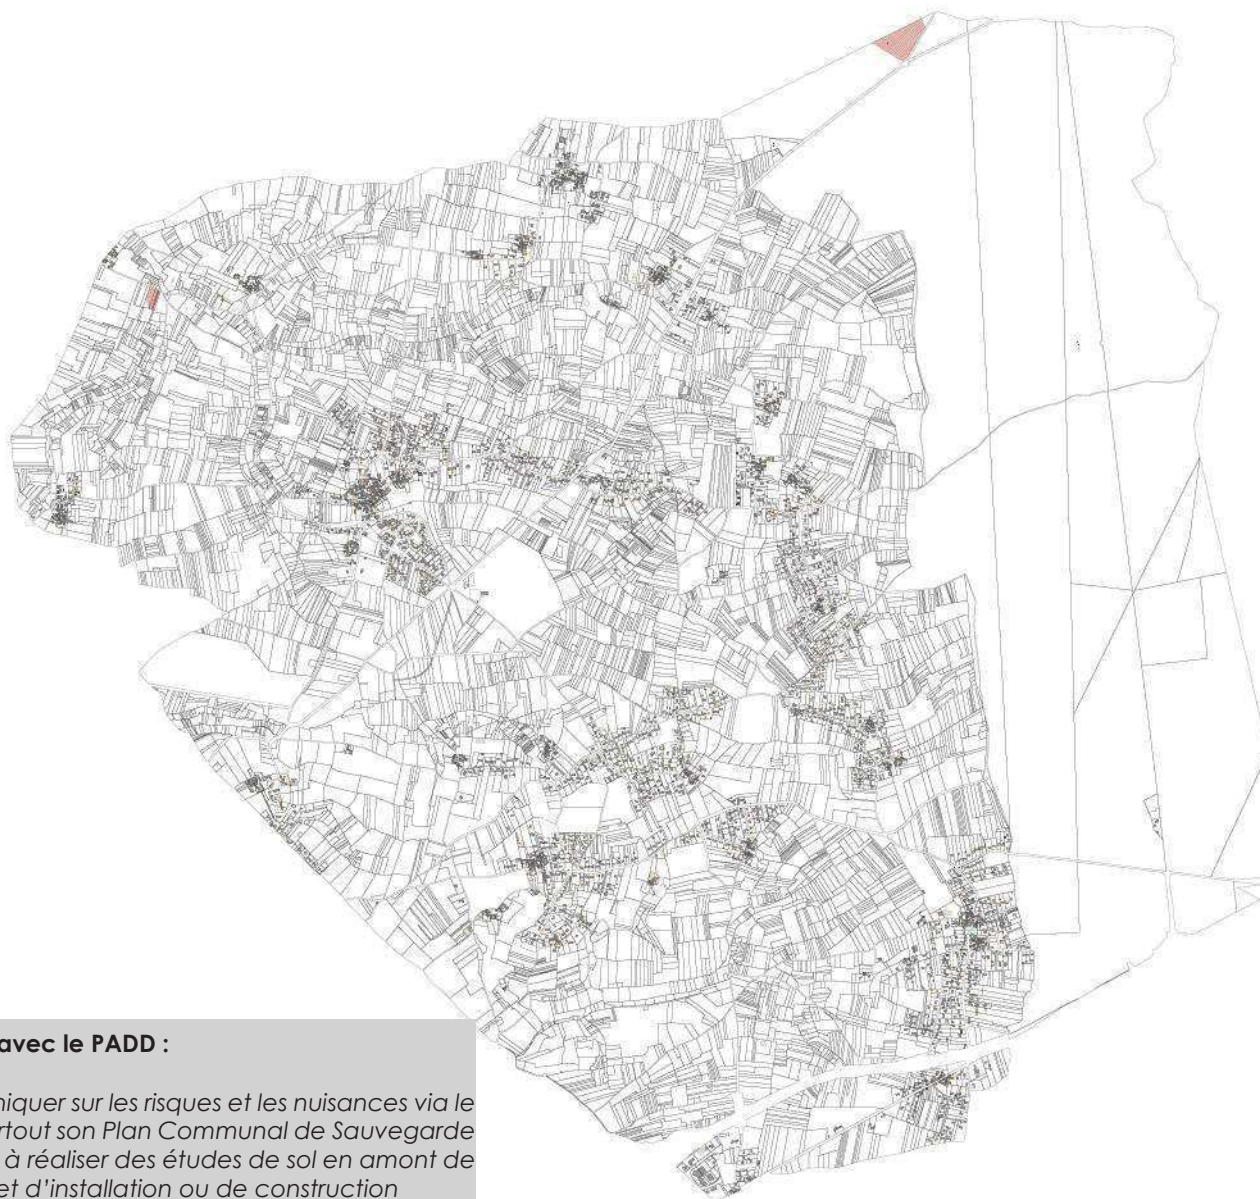 avec le PADD :
niquer sur les risques et les nuisances via le
rtout son Plan Communal de Sauvegarde
à réaliser des études de sol en amont de
et d'installation ou de construction